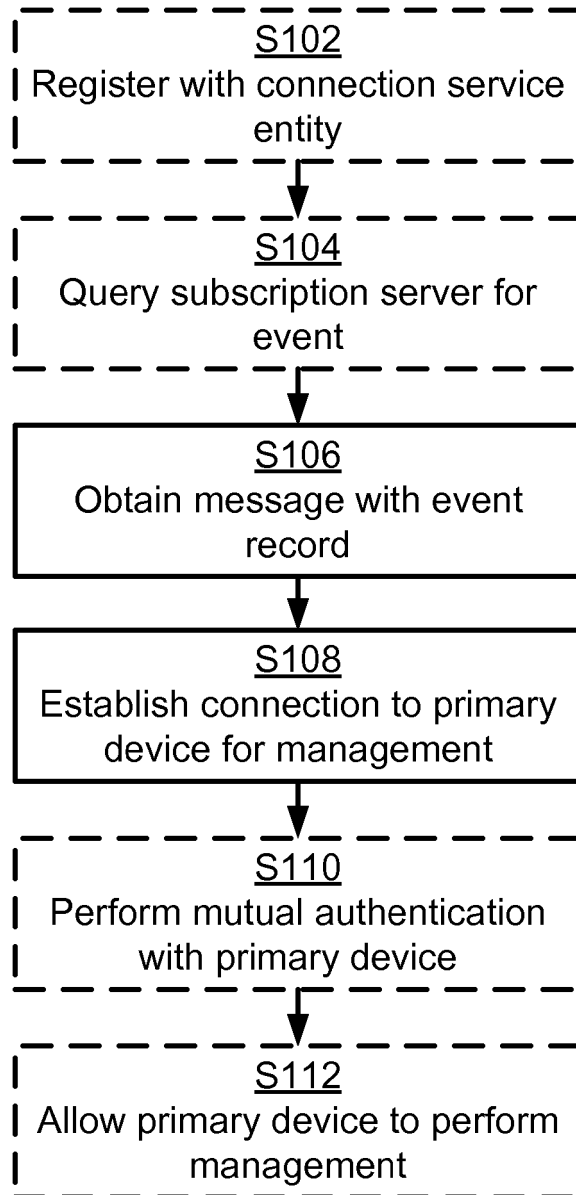 S102
Register with connection service
entity
S104
Query subscription server for
event
S106
Obtain message with event
record
S108
Establish connection to primary
device for management
S110
Perform mutual authentication
with primary device
S112
Allow primary device to perform
management